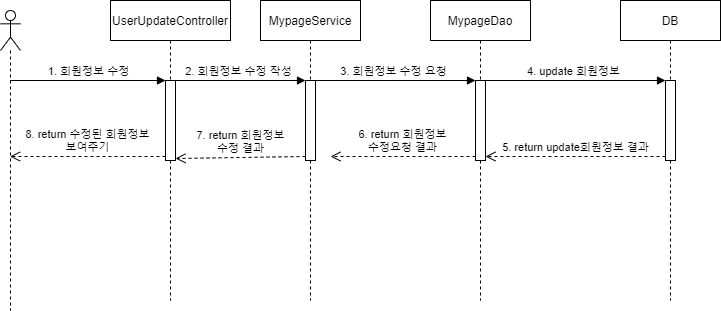 UserUpdateController
MypageService
MypageDao
DB
1. 회원정보 수정
2. 회원정보 수정 작성
3. 회원정보 수정 요청
4. update 회원정보
8. return 수정된 회원정보
보여주기
7. return 회원정보
수정 결과
6. return 회원정보
수정요청 결과
5. return update회원정보 결과